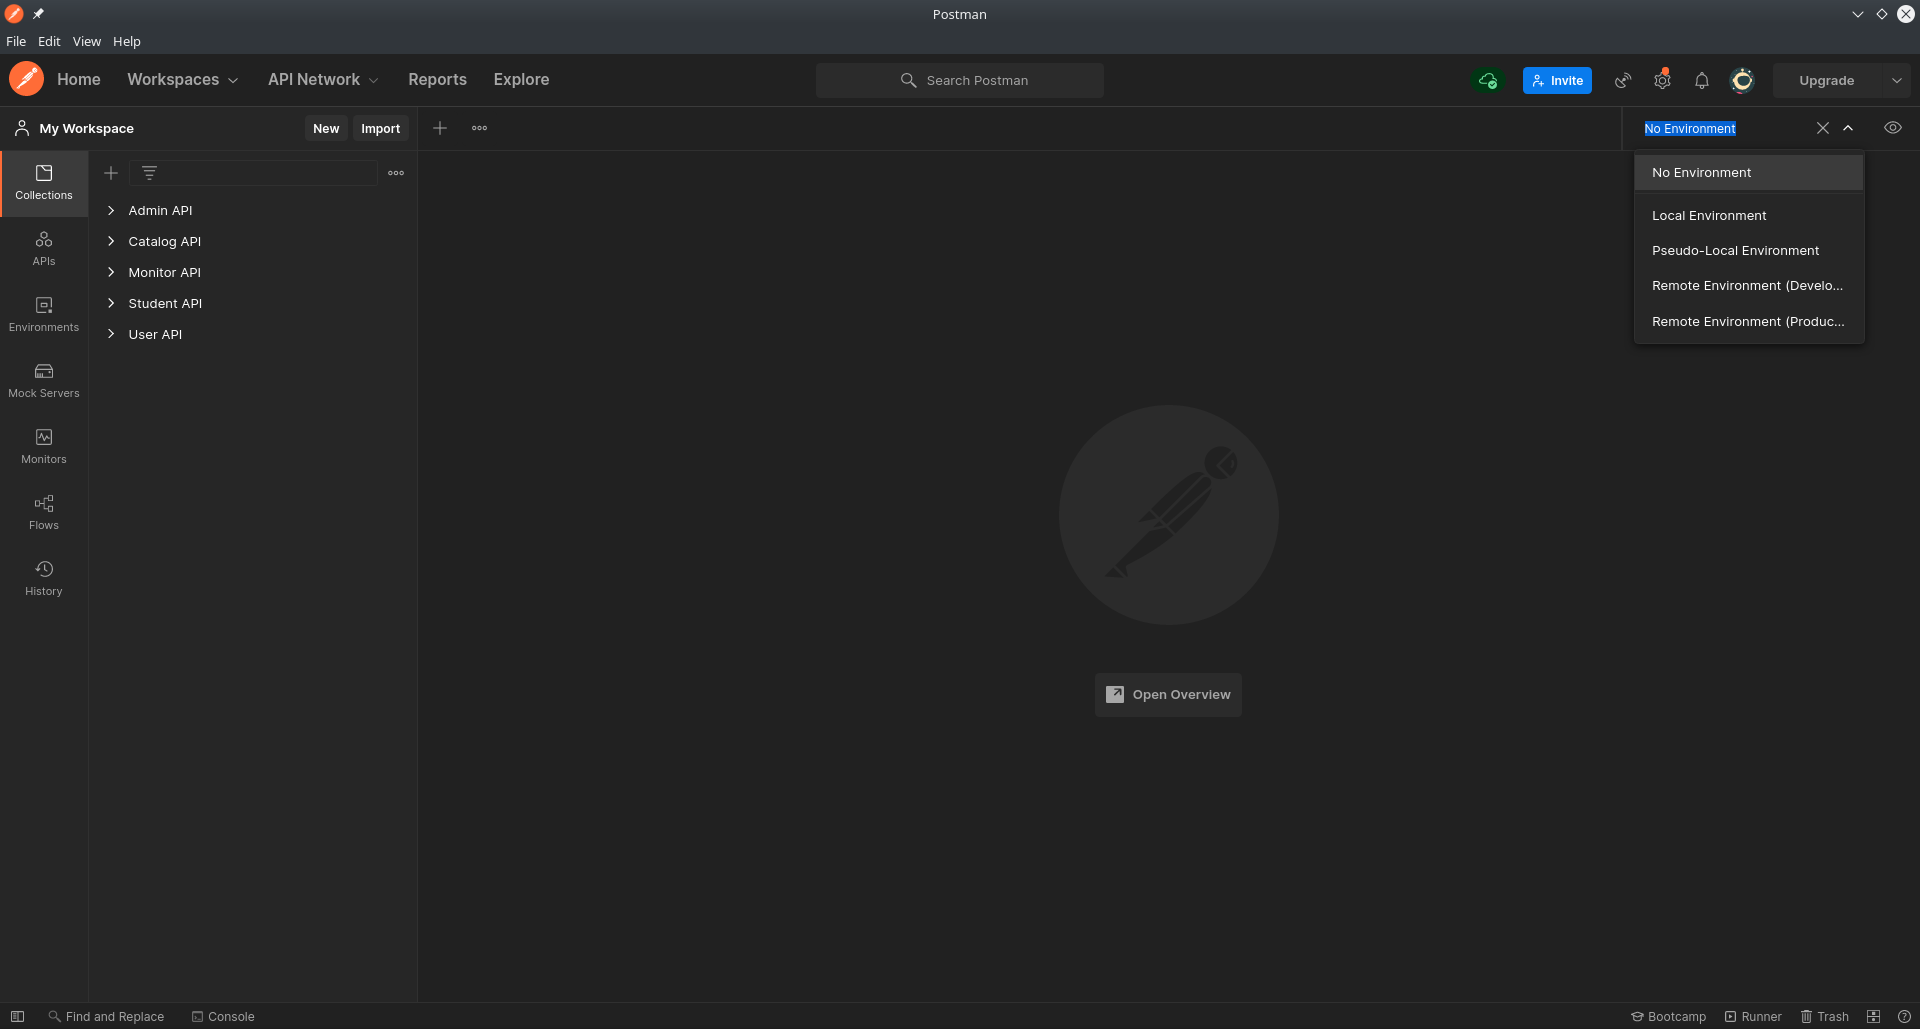 Postman
File Edit View Help
Home Workspaces API Network Reports Explore Search Postman Invite Upgrade
My Workspace New Import No Environment
Collections
APIs
Environments
Mock Servers
Monitors
Flows
History
Admin API
Catalog API
Monitor API
Student API
User API
No Environment
Local Environment
Pseudo-Local Environment
Remote Environment (Develo...
Remote Environment (Produc...
Open Overview
Find and Replace Console Bootcamp Runner Trash